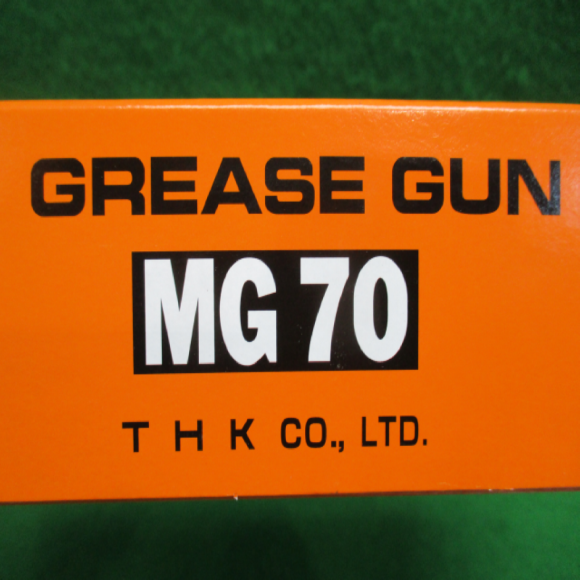 GREASE GUN
MG 70
T H K CO., LTD.